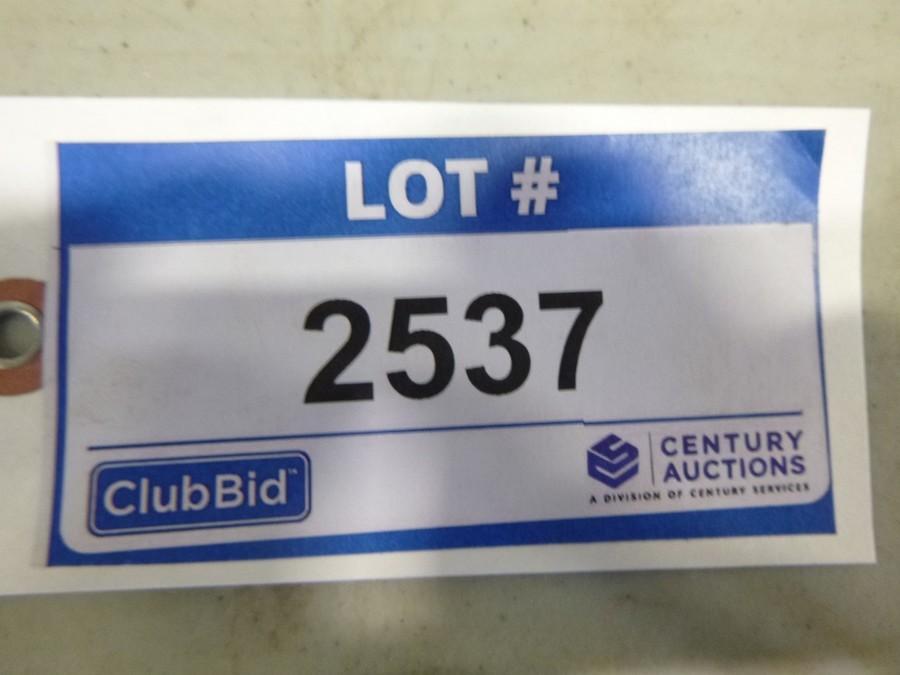 LOT #
2537
ClubBid™
CENTURY
AUCTIONS
A DIVISION OF CENTURY SERVICES